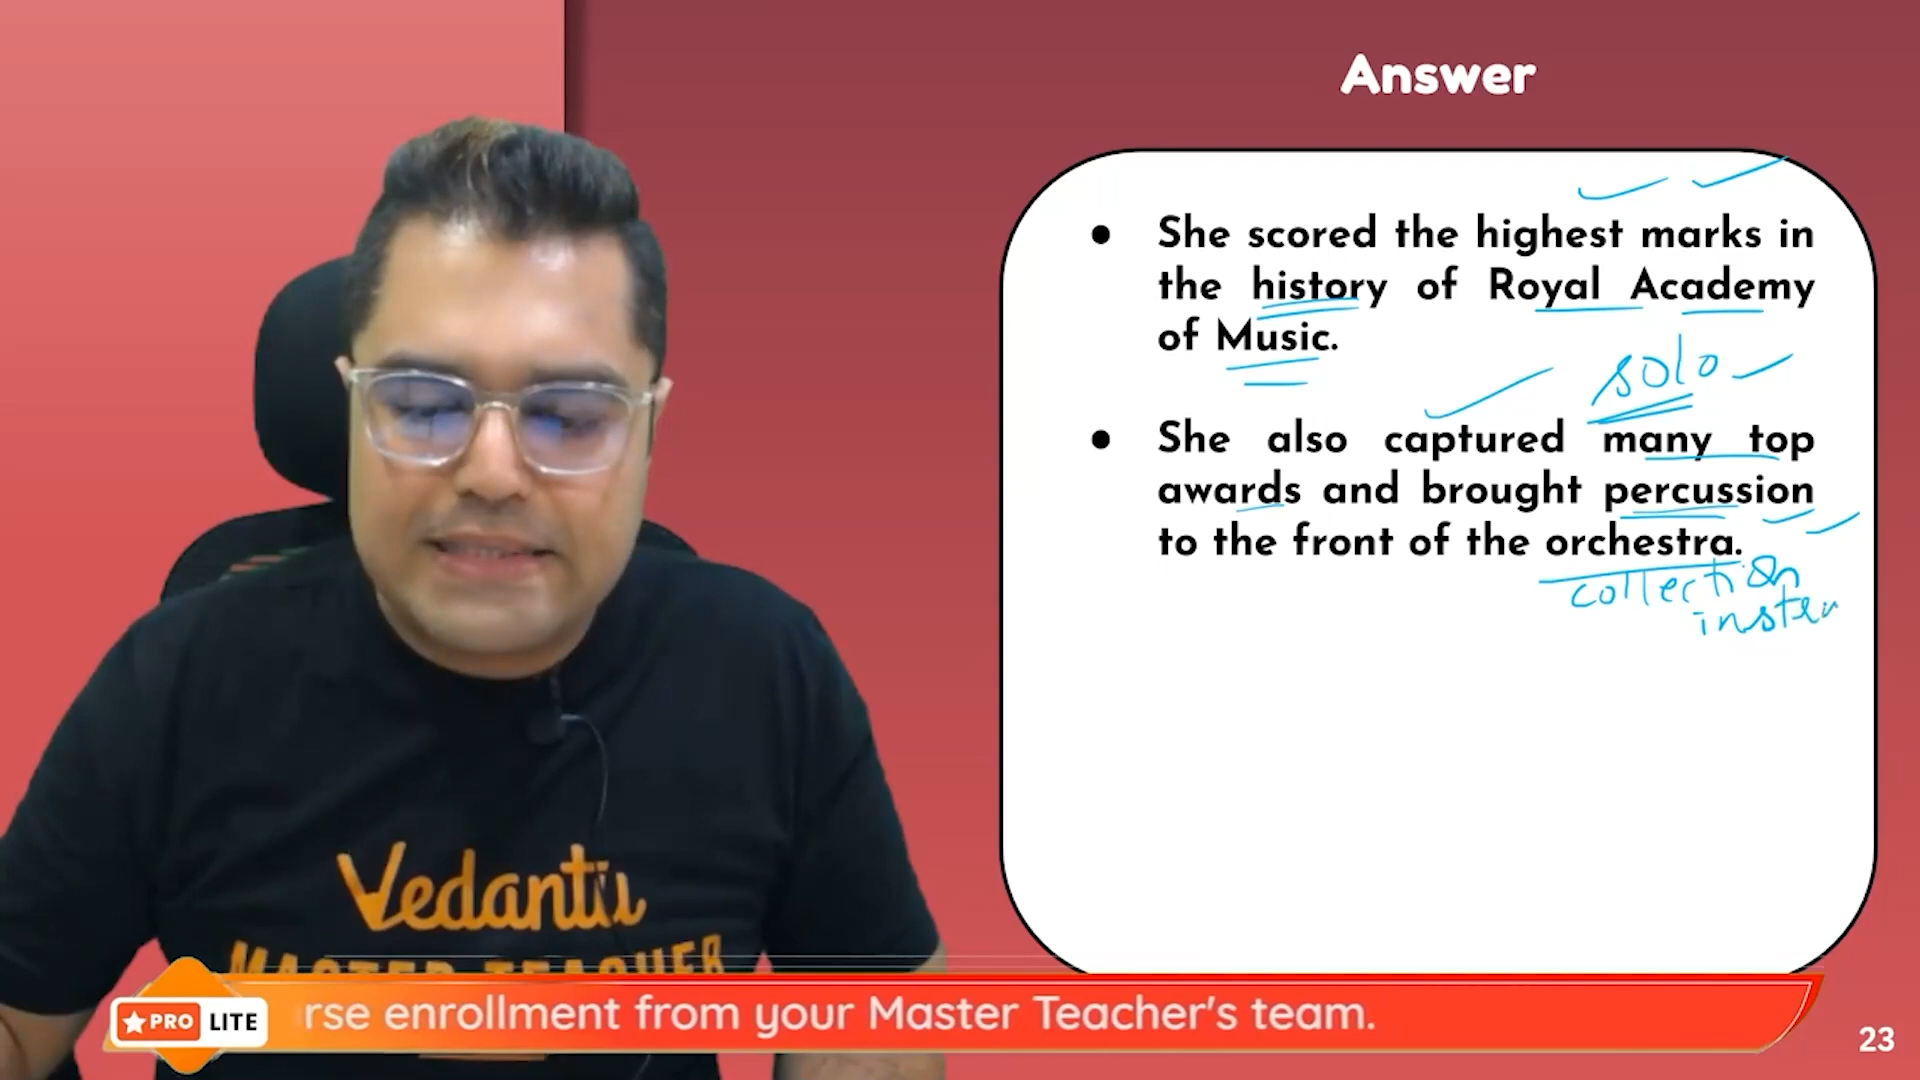 Answer
● She scored the highest marks in
the history of Royal Academy
of Music.
solo
● She also captured many top
awards and brought percussion
to the front of the orchestra.
collection
Vedantu
MASTER TEACHER
PRO LITE
rse enrollment from your Master Teacher's team.
23